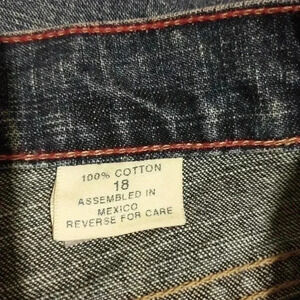 100% COTTON
18
ASSEMBLED IN
MEXICO
REVERSE FOR CARE